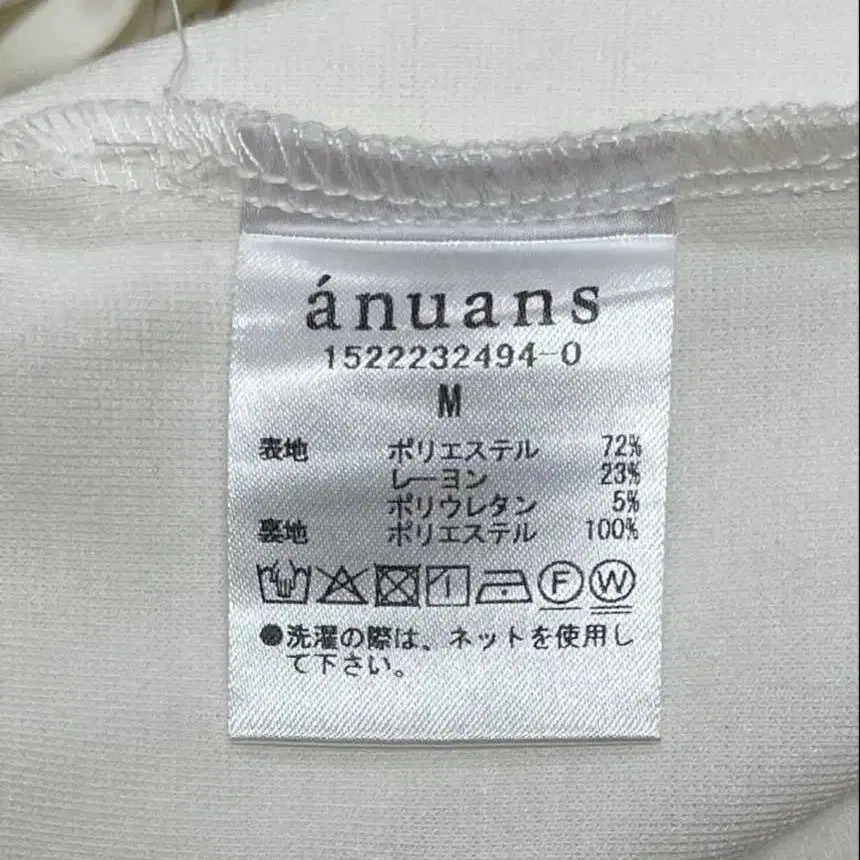 ánuans
1522232494-0
M
表地 ポリエステル 72%
レーヨン 23%
ポリウレタン 5%
裏地 ポリエステル 100%
F W
●洗濯の際は、ネットを使用し
て下さい。